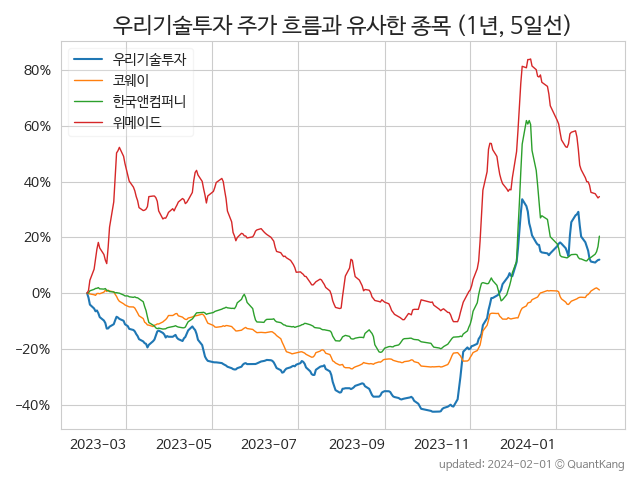 우리기술투자 주가 흐름과 유사한 종목 (1년, 5일선)
우리기술투자
코웨이
한국앤컴퍼니
위메이드
80%
60%
40%
20%
0%
−20%
−40%
2023-03 2023-05 2023-07 2023-09 2023-11 2024-01
updated: 2024-02-01 © QuantKang